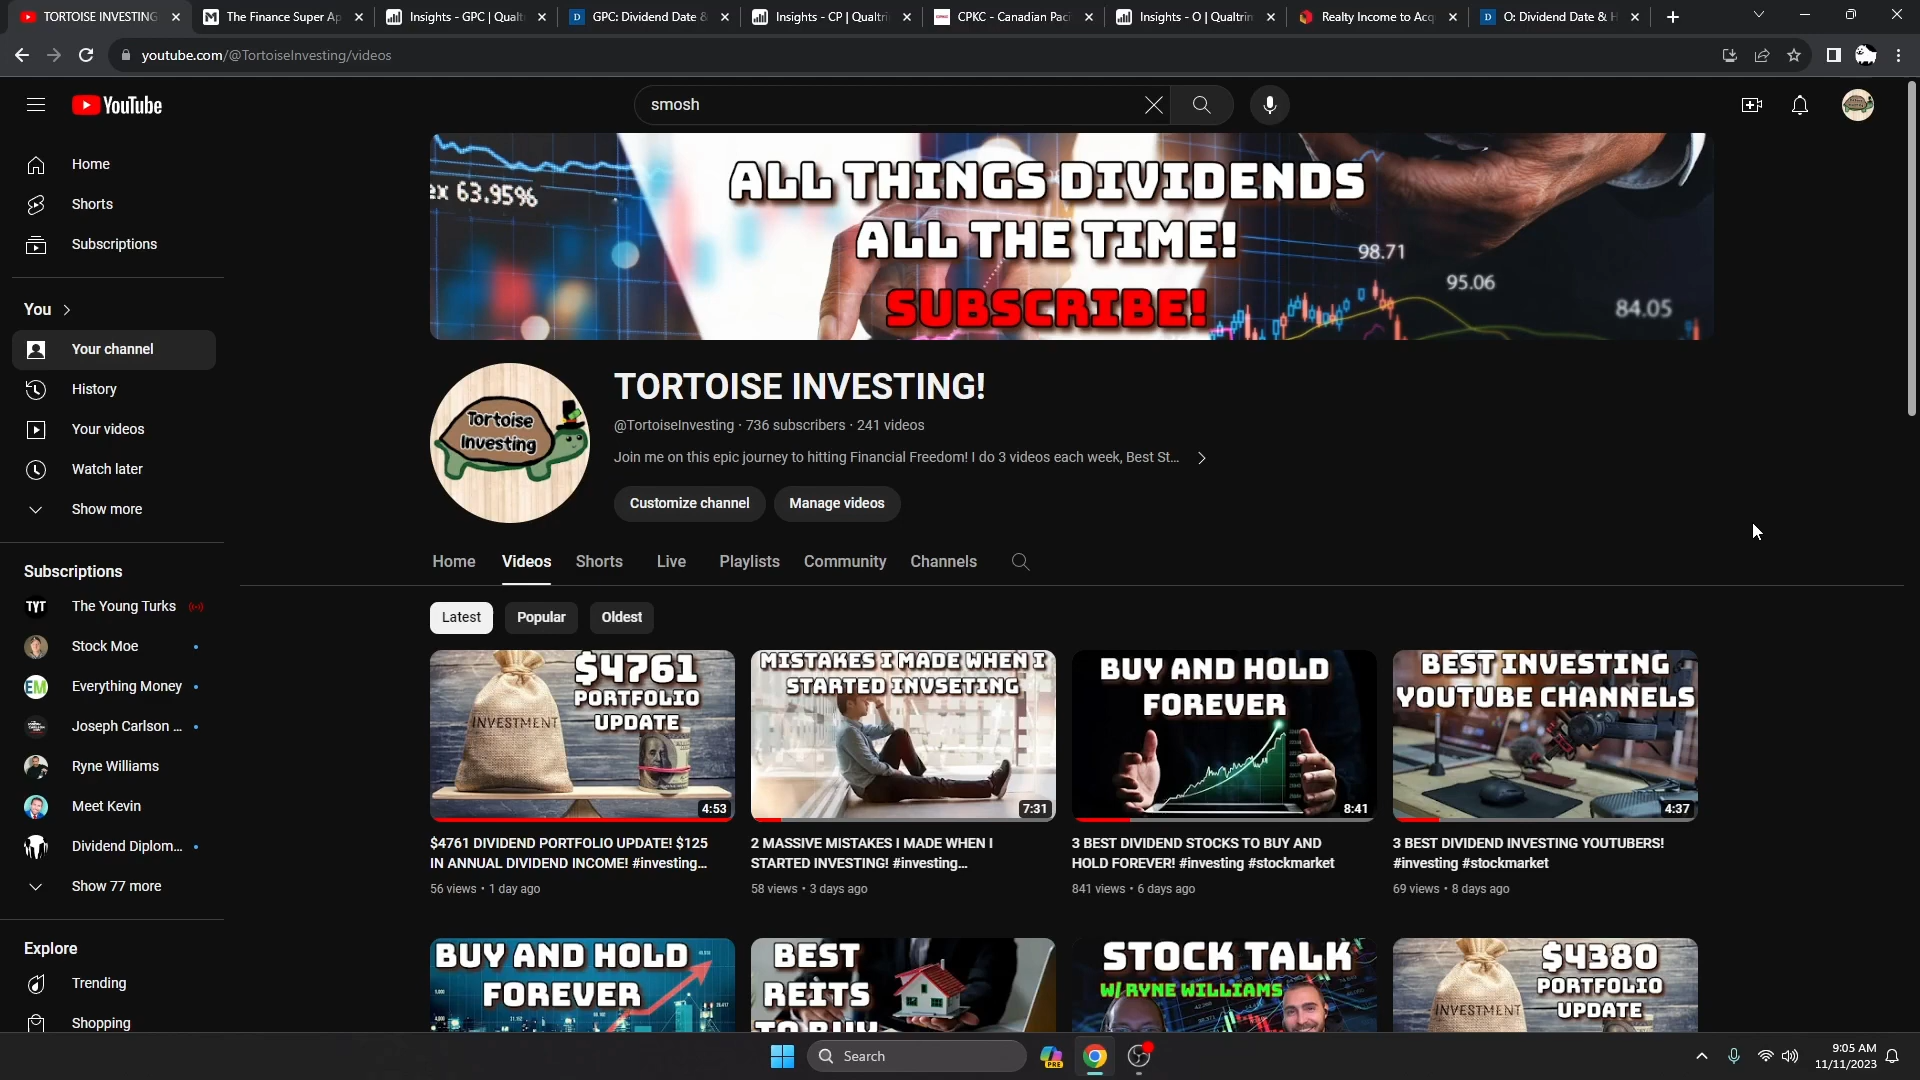 TORTOISE INVESTING
The Finance Super Ap
Insights - GPC | Qualt
GPC: Dividend Date &
Insights - CP | Qualtri
CPKC - Canadian Paci
Insights - O | Qualtrim
Realty Income to Acq
O: Dividend Date & H
youtube.com/@TortoiseInvesting/videos
YouTube
smosh
Home
Shorts
Subscriptions
You
Your channel
History
Your videos
Watch later
Show more
Subscriptions
TYT The Young Turks
Stock Moe
EM Everything Money
Joseph Carlson ...
Ryne Williams
Meet Kevin
Dividend Diplom...
Show 77 more
Explore
Trending
Shopping
ex 63.95%
ALL THINGS DIVIDENDS
ALL THE TIME!
SUBSCRIBE!
98.71
95.06
84.05
Tortoise
Investing
TORTOISE INVESTING!
@TortoiseInvesting · 736 subscribers · 241 videos
Join me on this epic journey to hitting Financial Freedom! I do 3 videos each week, Best St...
Customize channel
Manage videos
Home
Videos
Shorts
Live
Playlists
Community
Channels
Latest
Popular
Oldest
$4761
PORTFOLIO
UPDATE
INVESTMENT
4:53
$4761 DIVIDEND PORTFOLIO UPDATE! $125
IN ANNUAL DIVIDEND INCOME! #investing...
56 views · 1 day ago
MISTAKES I MADE WHEN I
STARTED INVSETING
7:31
2 MASSIVE MISTAKES I MADE WHEN I
STARTED INVESTING! #investing...
58 views · 3 days ago
BUY AND HOLD
FOREVER
8:41
3 BEST DIVIDEND STOCKS TO BUY AND
HOLD FOREVER! #investing #stockmarket
841 views · 6 days ago
BEST INVESTING
YOUTUBE CHANNELS
4:37
3 BEST DIVIDEND INVESTING YOUTUBERS!
#investing #stockmarket
69 views · 8 days ago
BUY AND HOLD
FOREVER
BEST
REITS
TO BUY
STOCK TALK
W/ RYNE WILLIAMS
$4380
PORTFOLIO
UPDATE
INVESTMENT
Search
PRE
9:05 AM
11/11/2023